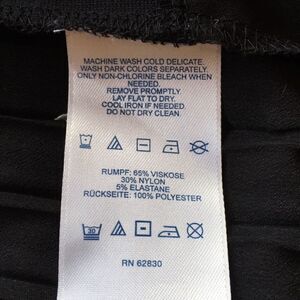 MACHINE WASH COLD DELICATE.
WASH DARK COLORS SEPARATELY.
ONLY NON-CHLORINE BLEACH WHEN
NEEDED.
REMOVE PROMPTLY.
LAY FLAT TO DRY.
COOL IRON IF NEEDED.
DO NOT DRY CLEAN.
RUMPF: 65% VISKOSE
30% NYLON
5% ELASTANE
RÜCKSEITE: 100% POLYESTER
30
RN 62830